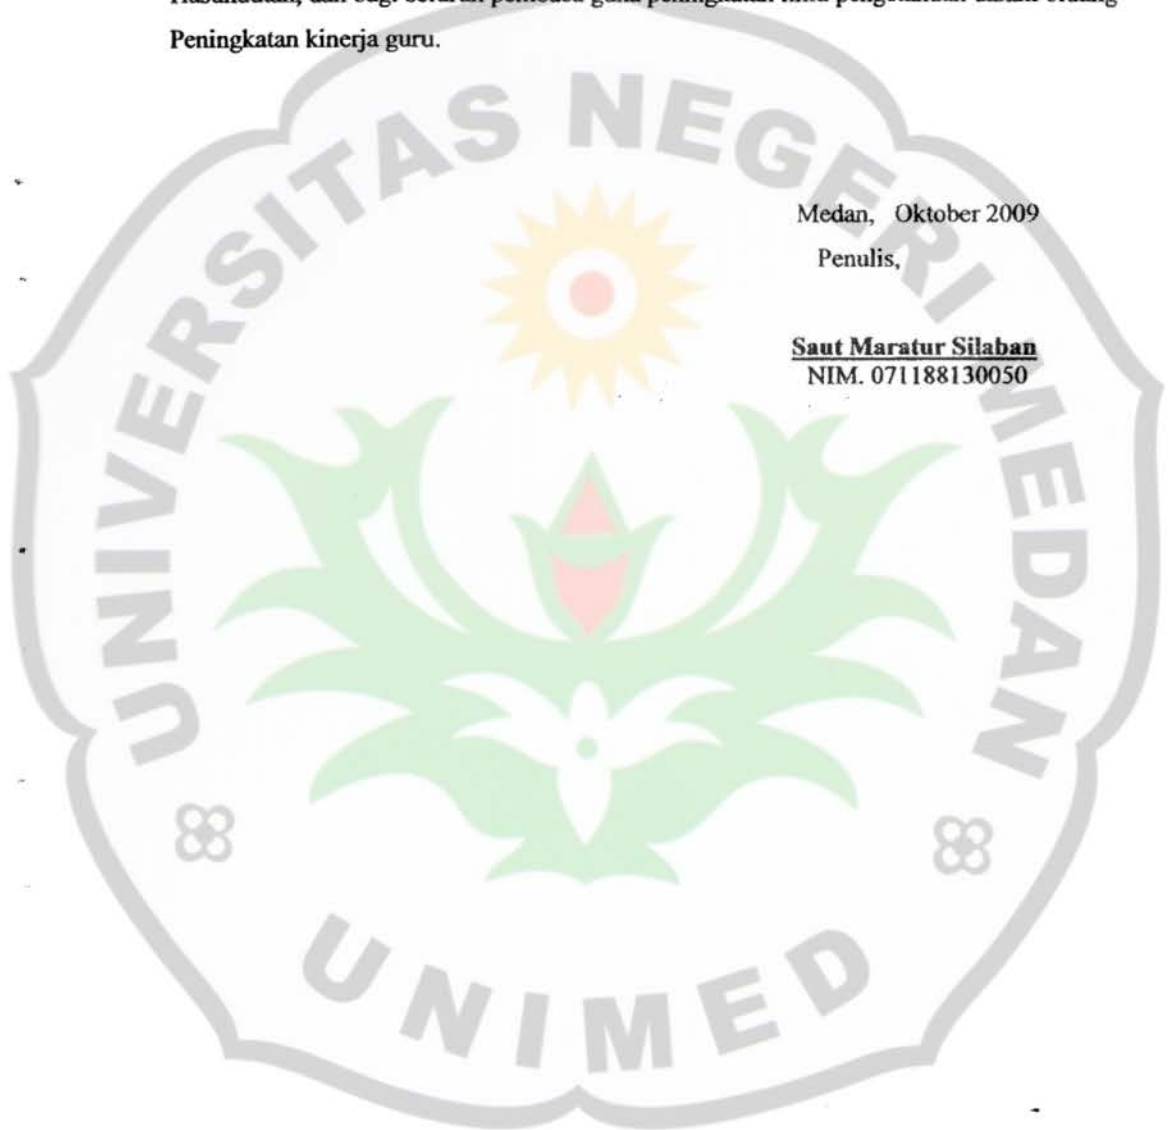 Peningkatan kinerja guru.
UNIVERSITAS NEGERI MEDAN
Medan, Oktober 2009
Penulis,
Saut Maratur Silaban
NIM. 071188130050
UNIMED